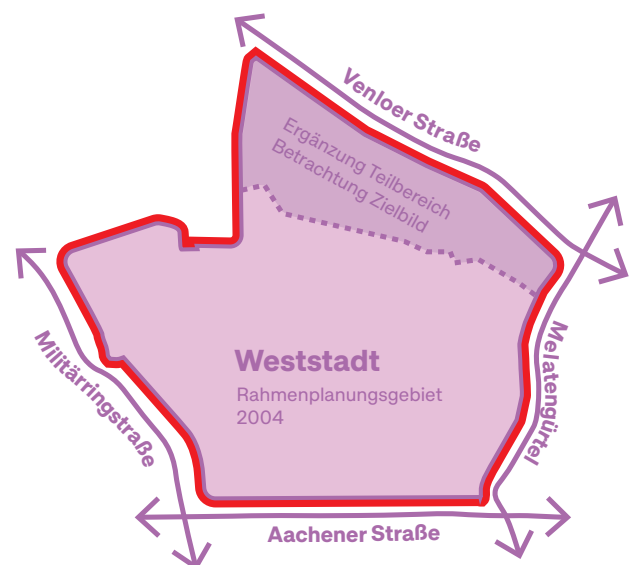 Venloer Straße
Ergänzung Teilbereich
Betrachtung Zielbild
Weststadt
Rahmenplanungsgebiet
2004
Militärringstraße
Melatengürtel
Aachener Straße